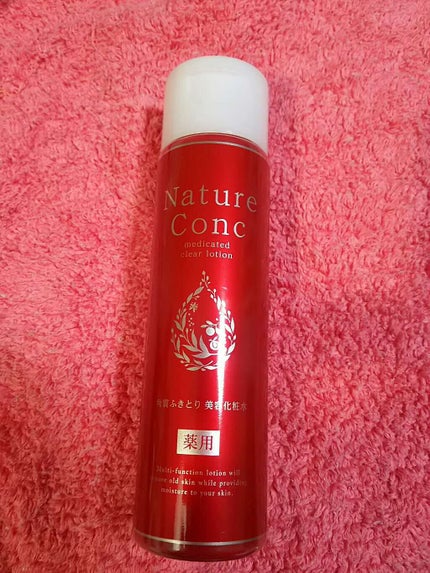 Nature
Conc
medicated
clear lotion
角質ふきとり 美容化粧水
薬用
Multi-function lotion will
old skin while providing
moisture to your skin.